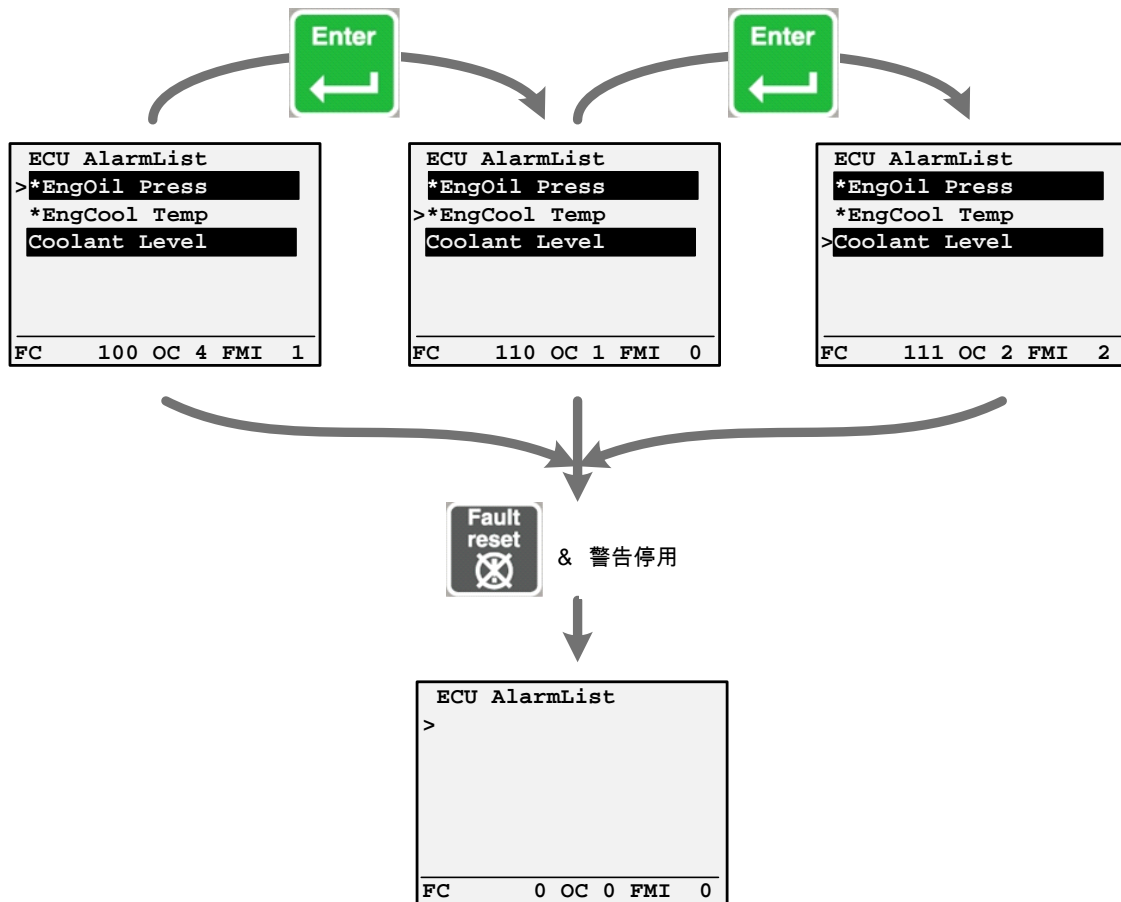 Enter
Enter
ECU AlarmList
>*EngOil Press
*EngCool Temp
Coolant Level
FC 100 OC 4 FMI 1
ECU AlarmList
*EngOil Press
>*EngCool Temp
Coolant Level
FC 110 OC 1 FMI 0
ECU AlarmList
*EngOil Press
*EngCool Temp
>Coolant Level
FC 111 OC 2 FMI 2
Fault
reset
& 警告停用
ECU AlarmList
>
FC 0 OC 0 FMI 0